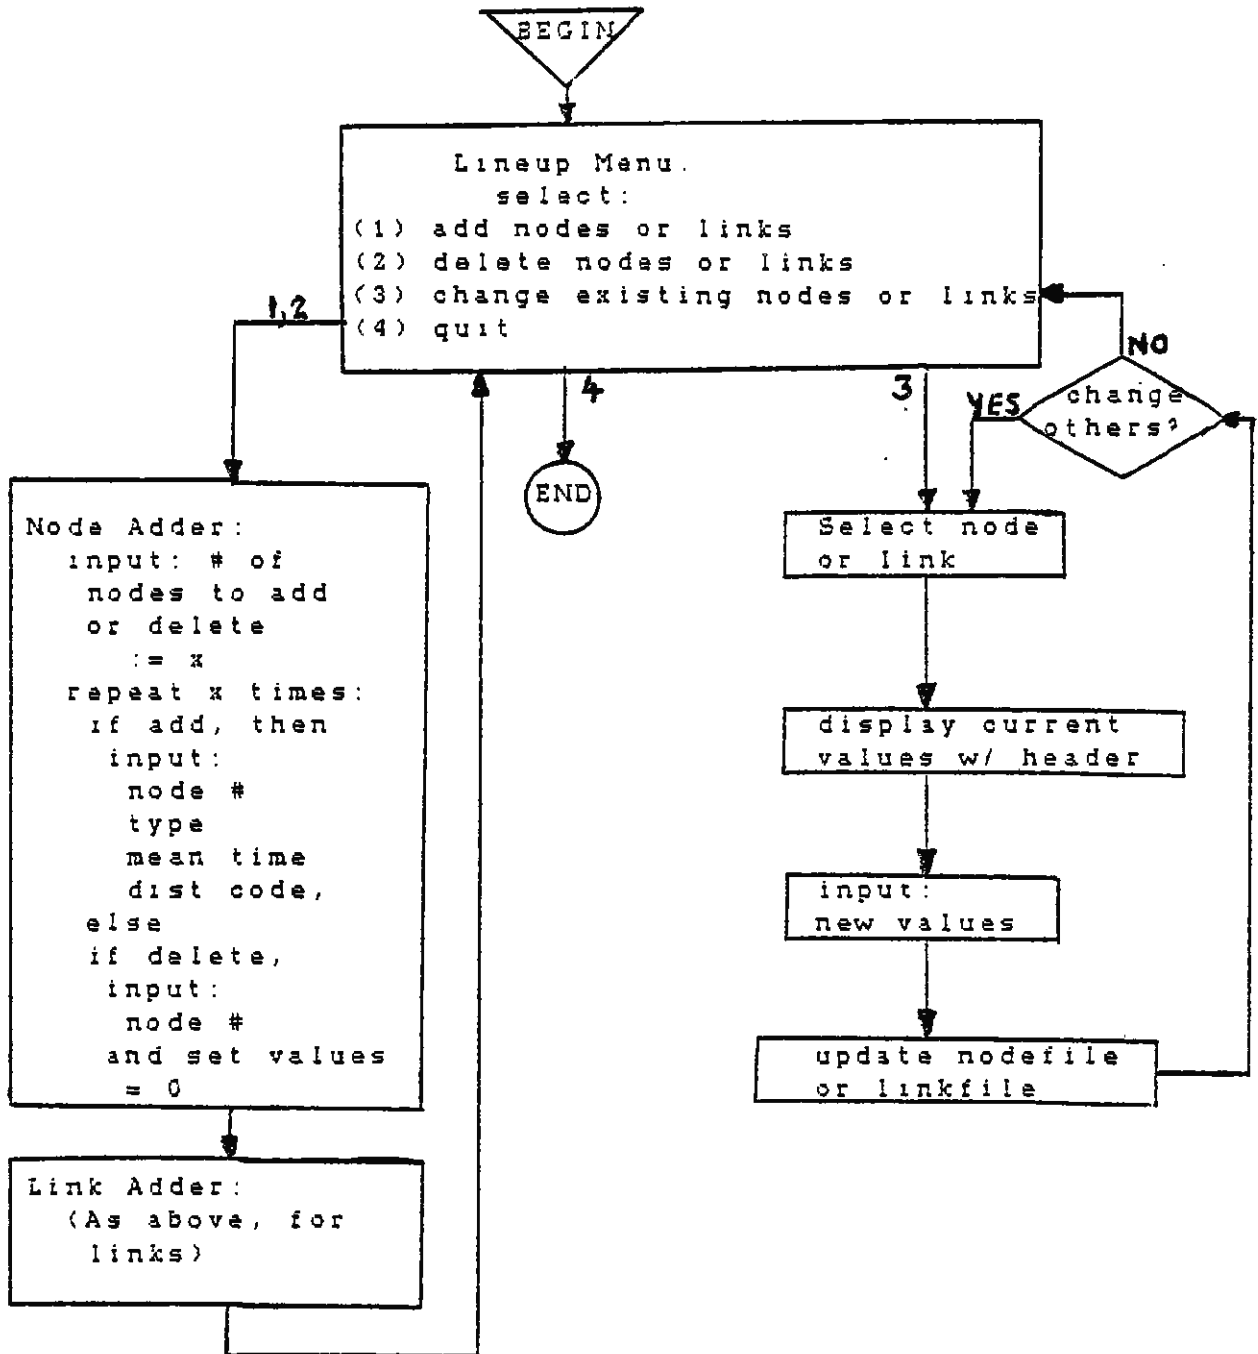 BEGIN
Lineup Menu.
select:
(1) add nodes or links
(2) delete nodes or links
(3) change existing nodes or links
(4) quit
1,2
4
3
NO
YES
change
others?
END
Node Adder:
input: # of
nodes to add
or delete
:= x
repeat x times:
if add, then
input:
node #
type
mean time
dist code,
else
if delete,
input:
node #
and set values
= 0
Link Adder:
(As above, for
links)
Select node
or link
display current
values w/ header
input:
new values
update nodefile
or linkfile